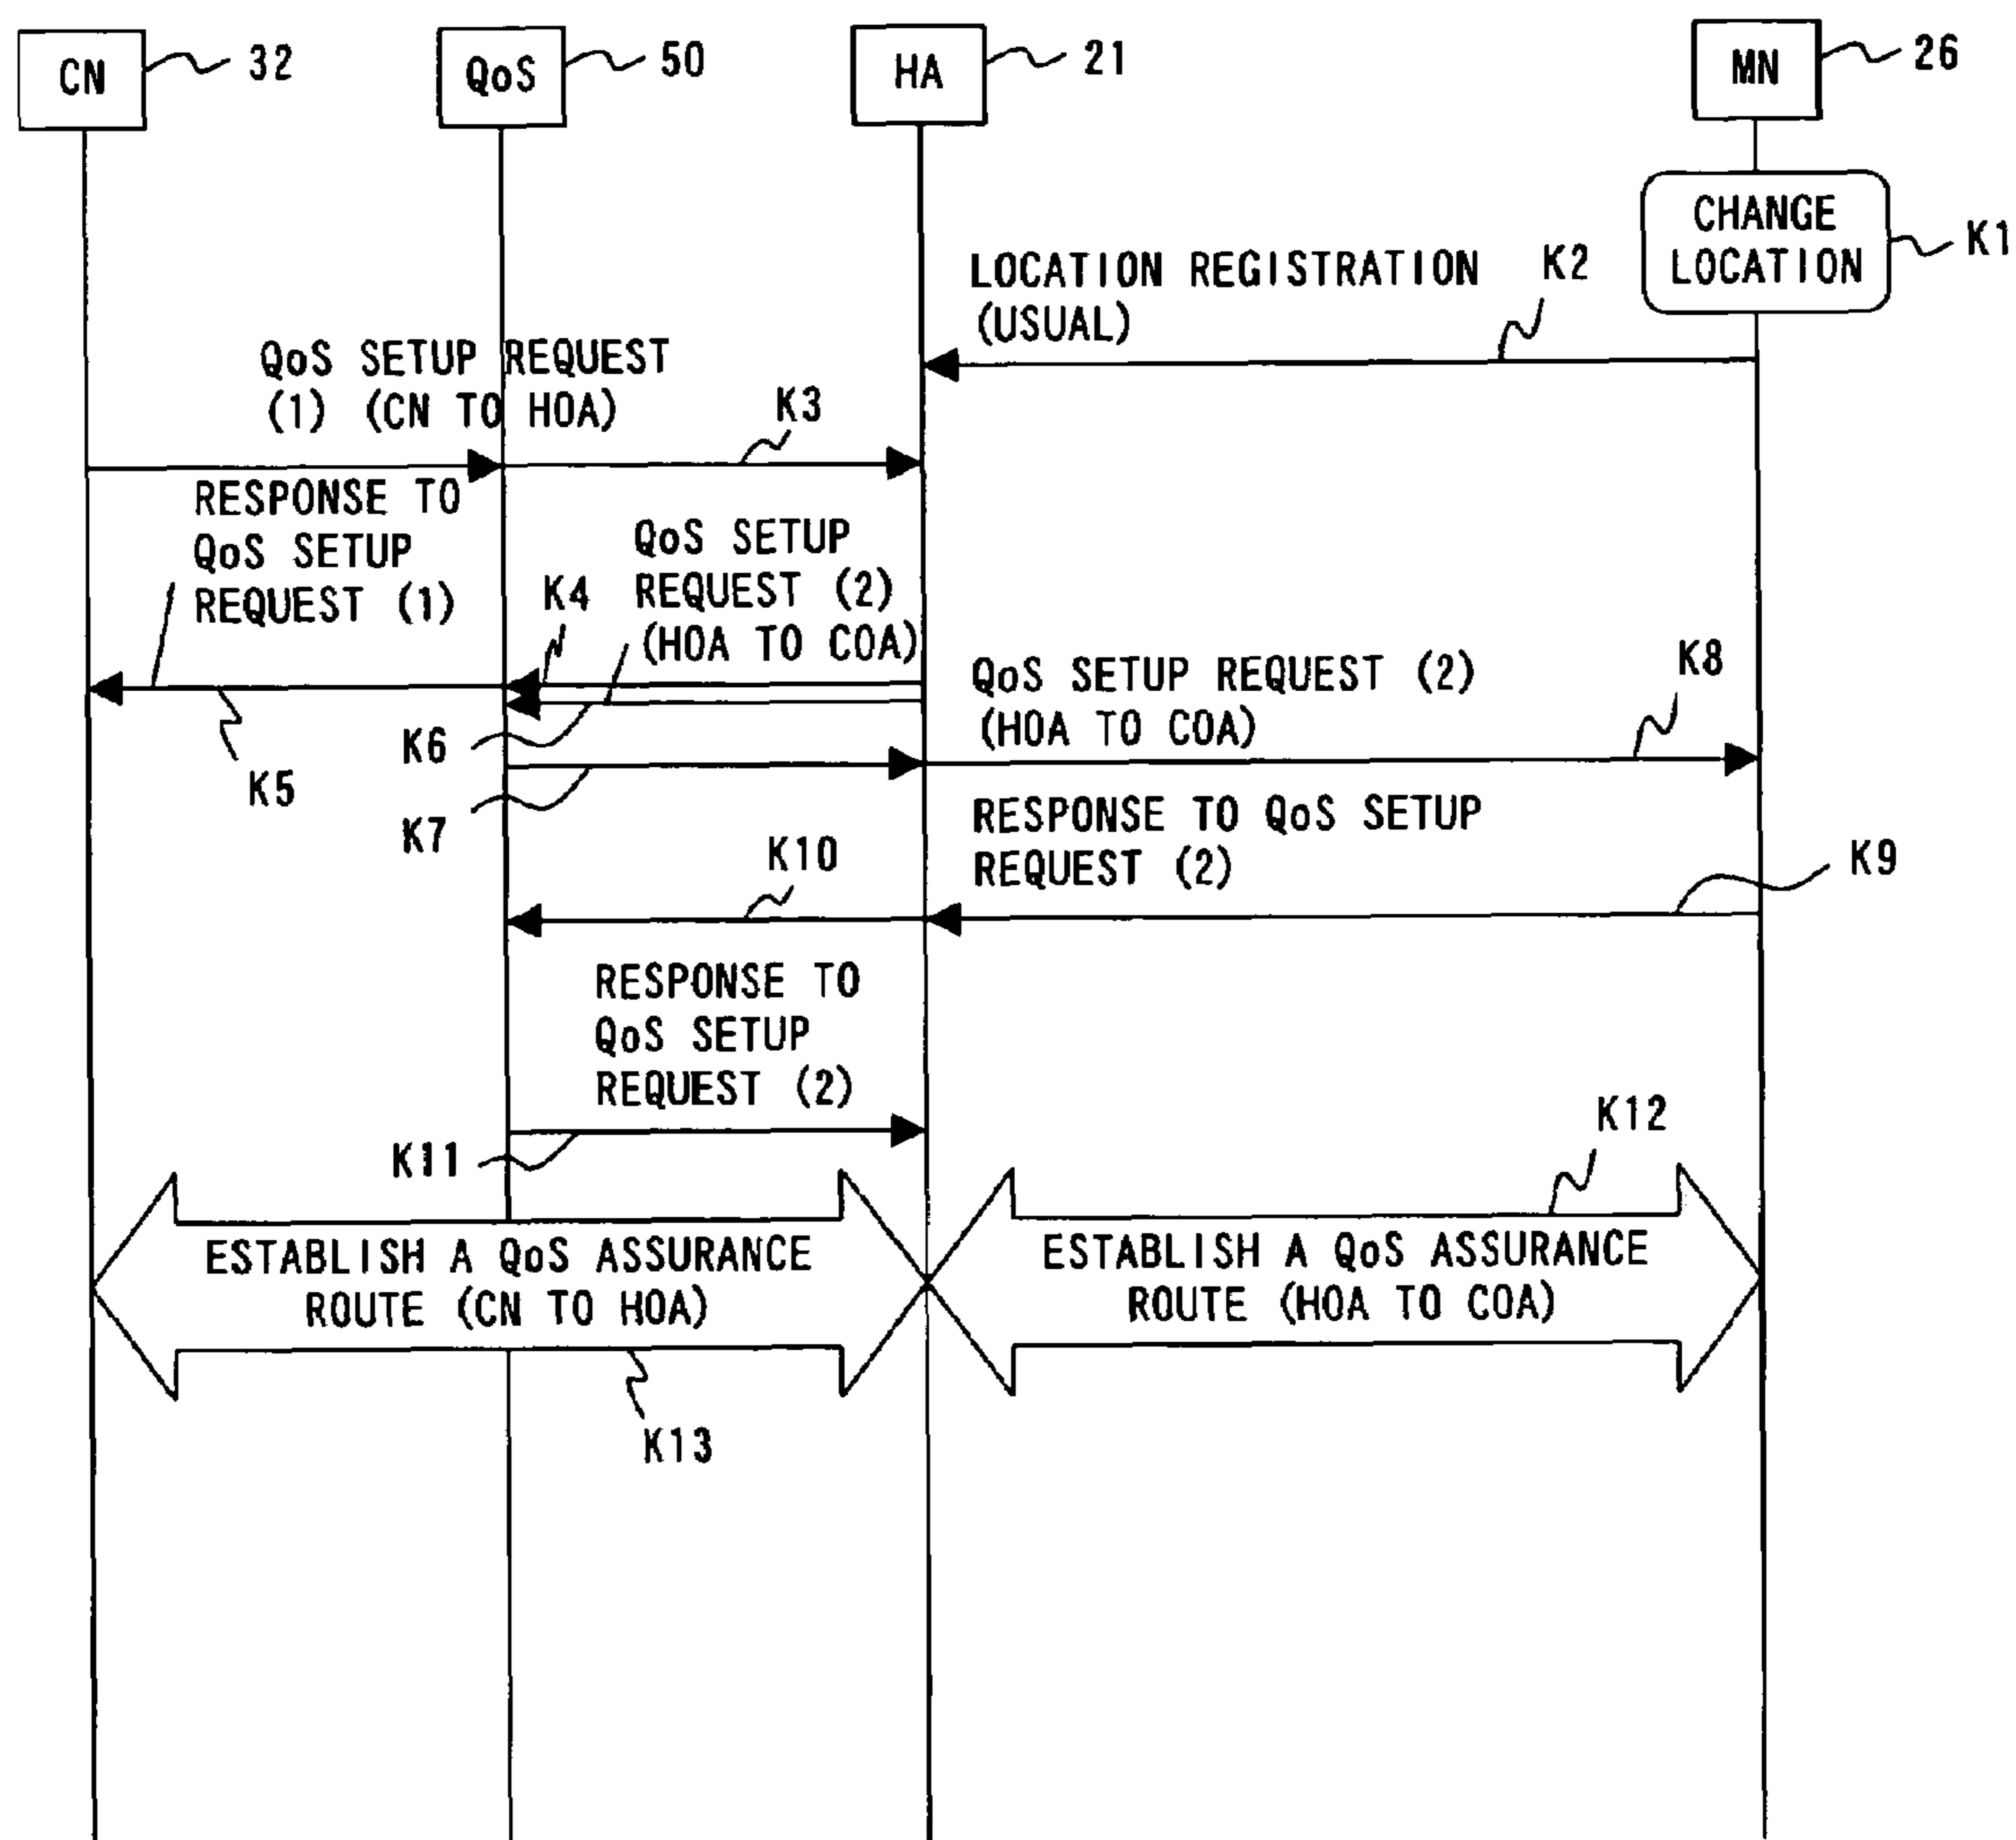 CN 32
QoS 50
HA 21
MN 26
CHANGE
LOCATION
K1
LOCATION REGISTRATION
(USUAL)
K2
QoS SETUP REQUEST
(1) (CN TO HOA)
K3
RESPONSE TO
QoS SETUP
REQUEST (1)
K4
QoS SETUP
REQUEST (2)
(HOA TO COA)
K5
K6
QoS SETUP REQUEST (2)
(HOA TO COA)
K8
K7
RESPONSE TO QoS SETUP
REQUEST (2)
K9
K10
RESPONSE TO
QoS SETUP
REQUEST (2)
K11
K12
ESTABLISH A QoS ASSURANCE
ROUTE (CN TO HOA)
ESTABLISH A QoS ASSURANCE
ROUTE (HOA TO COA)
K13